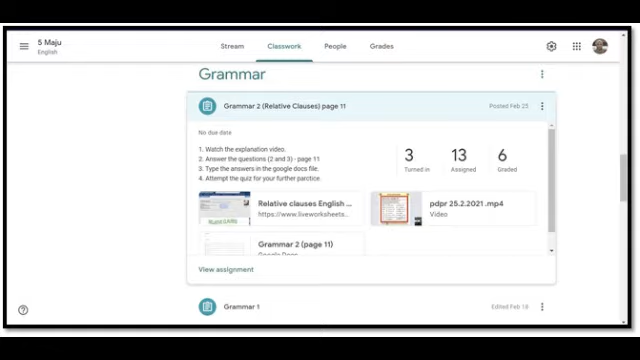 5 Maju
English
Stream Classwork People Grades
Grammar
Grammar 2 (Relative Clauses) page 11 Posted Feb 25
No due date
1. Watch the explanation video.
2. Answer the questions (2 and 3) - page 11
3. Type the answers in the google docs file.
4. Attempt the quiz for your further parctice.
3 13 6
Turned in Assigned Graded
Relative clauses English ... pdpr 25.2.2021 .mp4
https://www.liveworksheets... Video
Grammar 2 (page 11)
Google Docs
View assignment
Grammar 1 Edited Feb 18